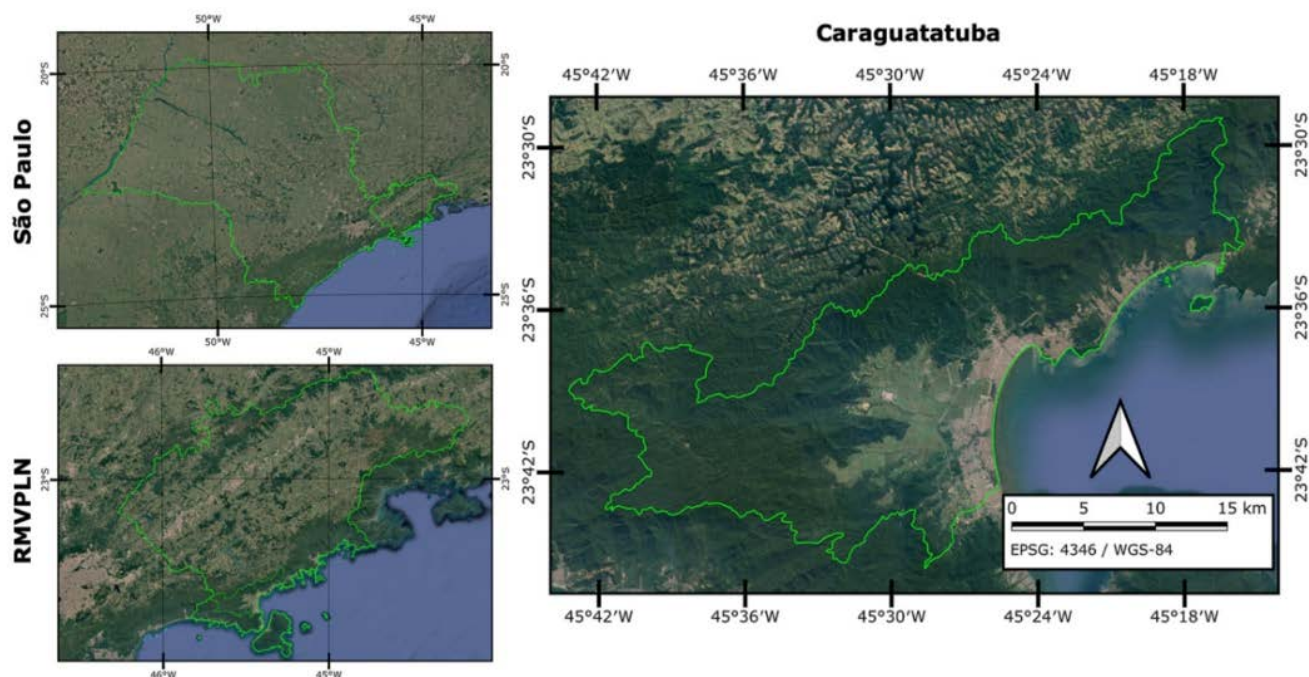 50°W
45°W
São Paulo
20°S
20°S
25°S
25°S
50°W
45°W
46°W
45°W
RMVPLN
23°S
23°S
46°W
45°W
Caraguatatuba
45°42′W
45°36′W
45°30′W
45°24′W
45°18′W
23°30′S
23°30′S
23°36′S
23°36′S
23°42′S
23°42′S
0
5
10
15 km
EPSG: 4346 / WGS-84
45°42′W
45°36′W
45°30′W
45°24′W
45°18′W